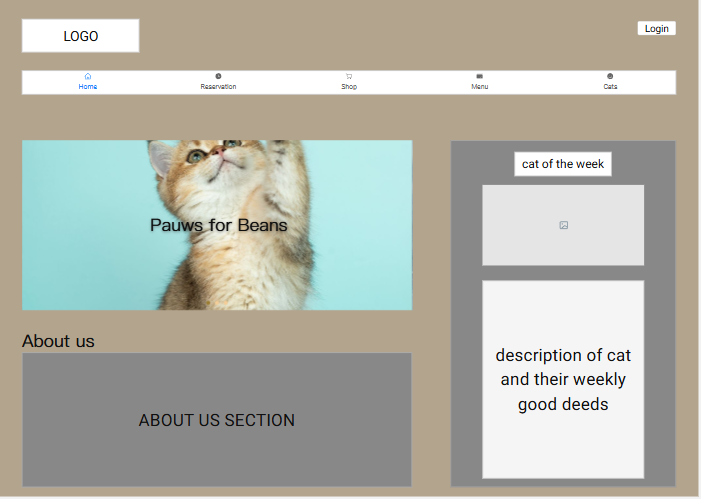 LOGO
Login
Home
Reservation
Shop
Menu
Cats
cat of the week
Pauws for Beans
description of cat
and their weekly
good deeds
About us
ABOUT US SECTION